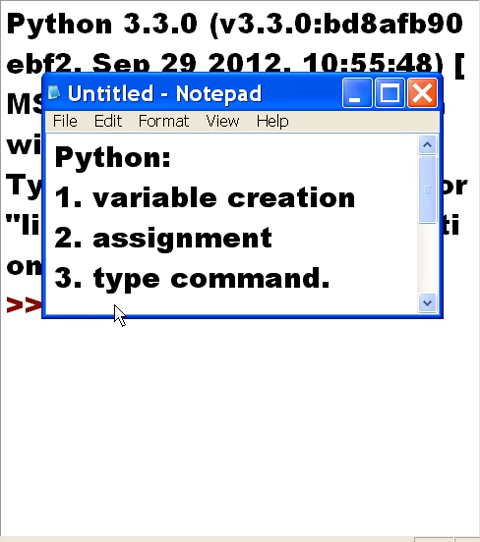 Python 3.3.0 (v3.3.0:bd8afb90
ebf2, Sep 29 2012, 10:55:48) [
Untitled - Notepad
File Edit Format View Help
Python:
1. variable creation
2. assignment
3. type command.
>>